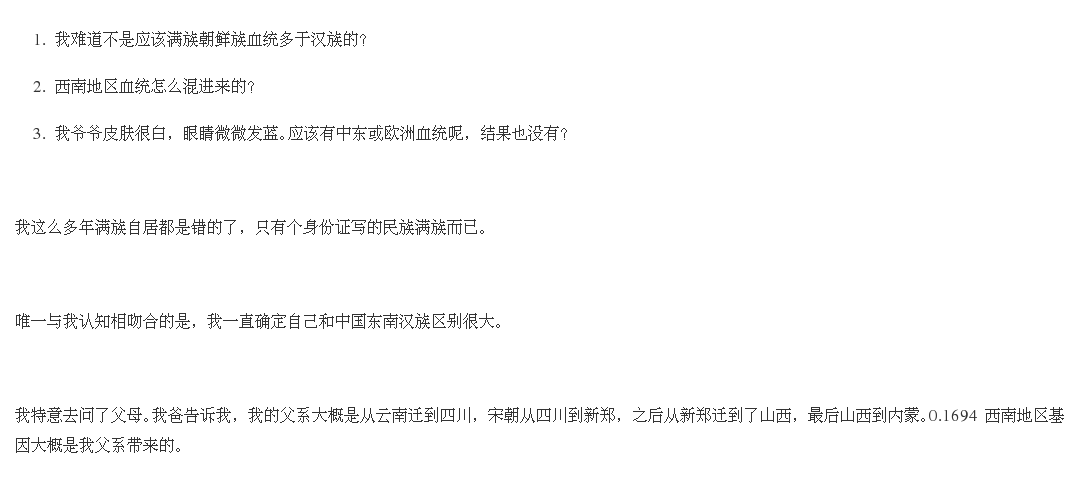 1. 我难道不是应该满族朝鲜族血统多于汉族的?
2. 西南地区血统怎么混进来的?
3. 我爷爷皮肤很白，眼睛微微发蓝。应该有中东或欧洲血统呢，结果也没有?
我这么多年满族自居都是错的了，只有个身份证写的民族满族而已。
唯一与我认知相吻合的是，我一直确定自己和中国东南汉族区别很大。
我特意去问了父母。我爸告诉我，我的父系大概是从云南迁到四川，宋朝从四川到新郑，之后从新郑迁到了山西，最后山西到内蒙。0.1694 西南地区基
因大概是我父系带来的。